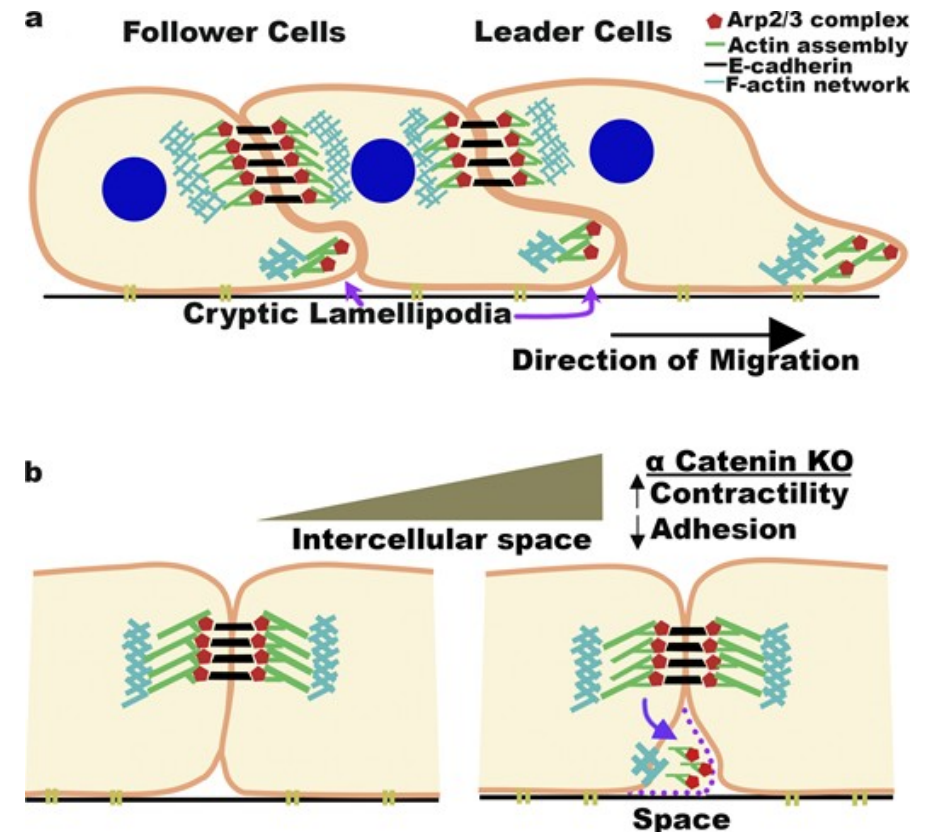 a
Follower Cells
Leader Cells
Arp2/3 complex
Actin assembly
E-cadherin
F-actin network
Cryptic Lamellipodia
Direction of Migration
b
α Catenin KO
Contractility
Adhesion
Intercellular space
Space